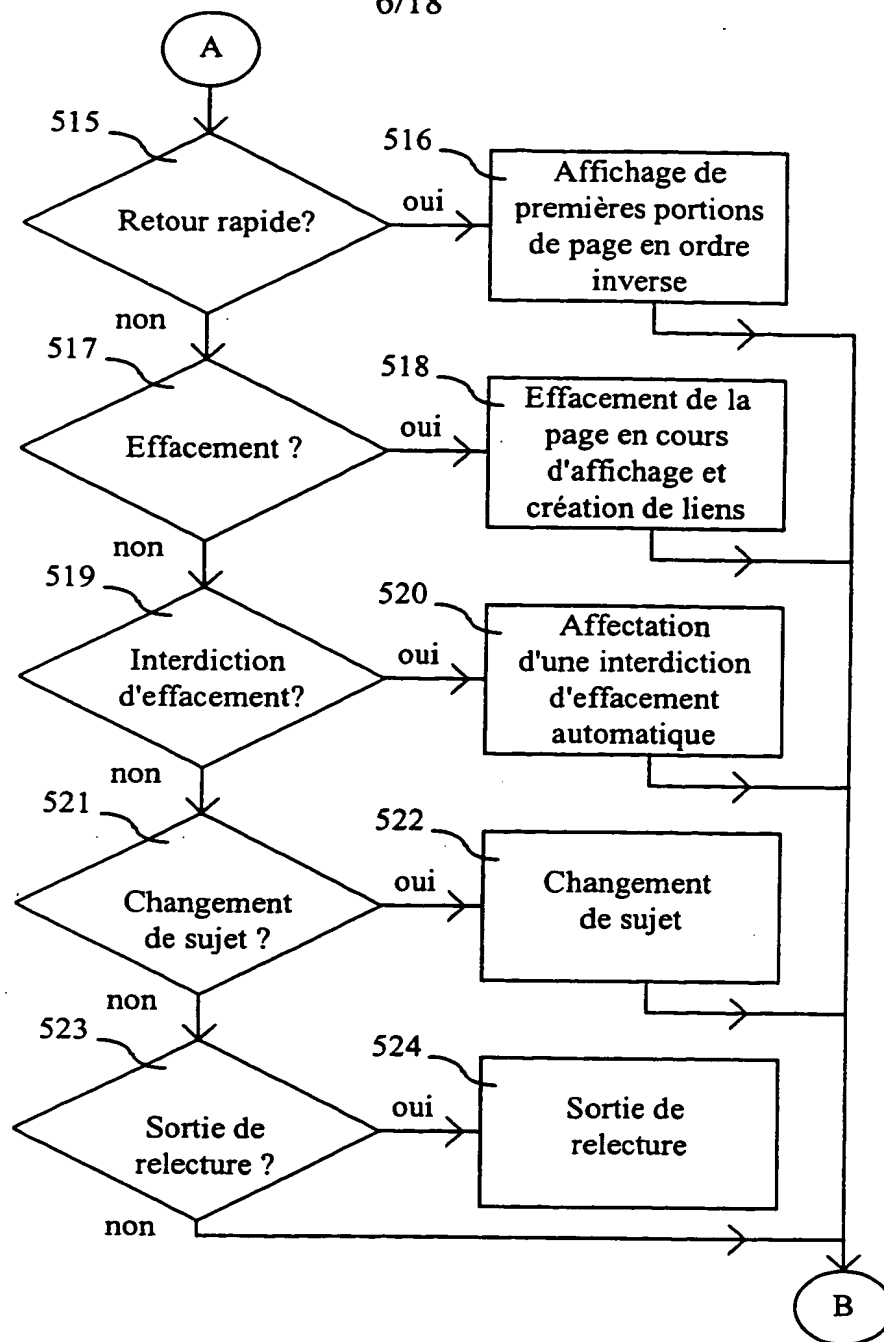 6/18
A
515
Retour rapide?
oui
516
Affichage de
premières portions
de page en ordre
inverse
non
517
Effacement ?
oui
518
Effacement de la
page en cours
d'affichage et
création de liens
non
519
Interdiction
d'effacement?
oui
520
Affectation
d'une interdiction
d'effacement
automatique
non
521
Changement
de sujet ?
oui
522
Changement
de sujet
non
523
Sortie de
relecture ?
oui
524
Sortie de
relecture
non
B